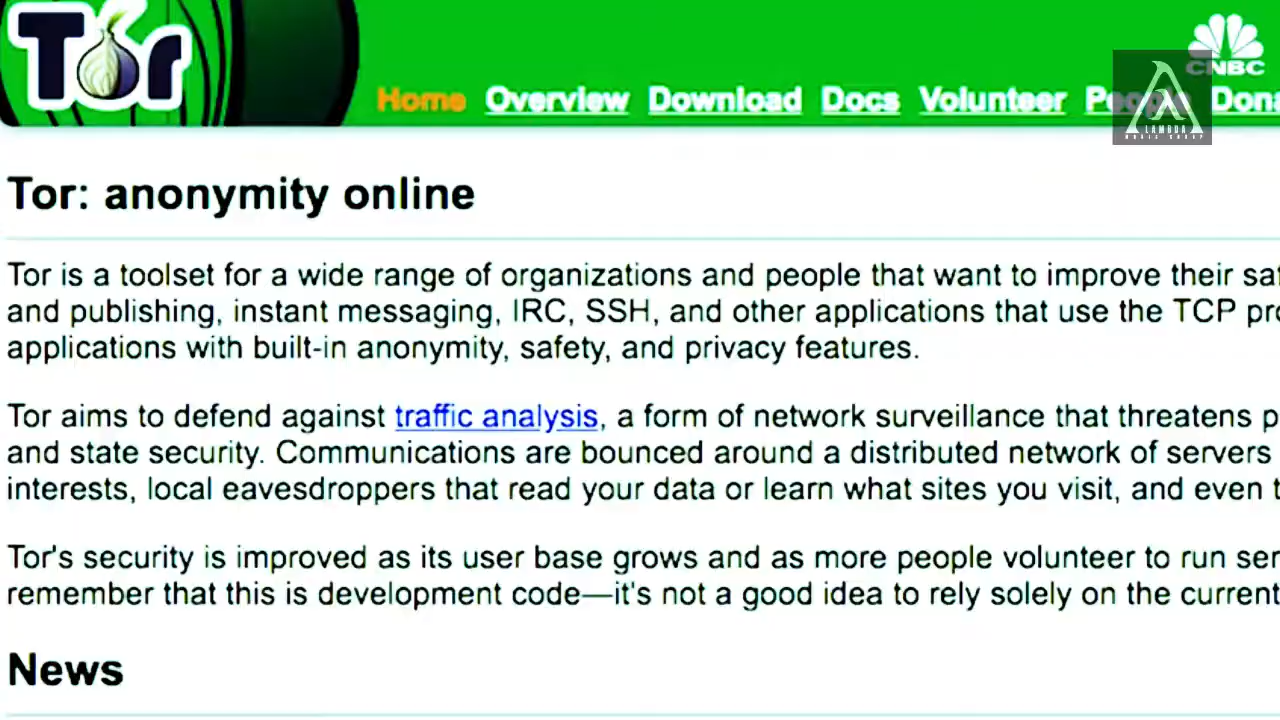 Tor
CNBC
Home Overview Download Docs Volunteer People
LAMBDA
MUSIC GROUP
Tor: anonymity online
Tor is a toolset for a wide range of organizations and people that want to improve their
and publishing, instant messaging, IRC, SSH, and other applications that use the TCP
applications with built-in anonymity, safety, and privacy features.
Tor aims to defend against traffic analysis, a form of network surveillance that threatens
and state security. Communications are bounced around a distributed network of servers
interests, local eavesdroppers that read your data or learn what sites you visit, and even
Tor's security is improved as its user base grows and as more people volunteer to run
remember that this is development code—it's not a good idea to rely solely on the current
News